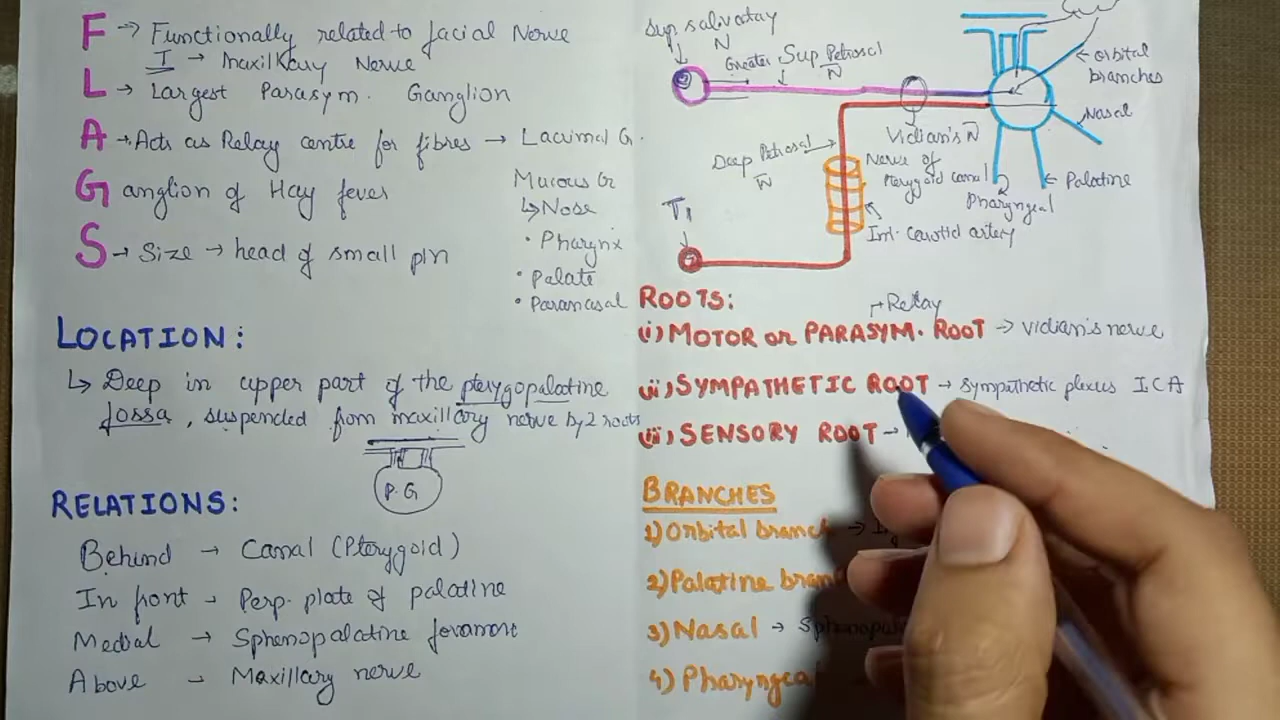 F → Functionally related to facial Nerve
I → Maxillary Nerve
L → Largest Parasym. Ganglion
A → Acts as Relay centre for fibres → Lacrimal G.
Mucous Gr
↳ Nose
• Pharynx
• Palate
• Paranasal
G anglion of Hay fever
S → Size → head of small pin
LOCATION:
↳ Deep in upper part of the pterygopalatine
fossa, suspended from maxillary nerve by 2 roots
P.G
RELATIONS:
Behind → Canal (Pterygoid)
In front → Perp. plate of palatine
Medial → Sphenopalatine foramen
Above - Maxillary nerve
Sup salvatary
N
Greater Sup. Petrosal
N
orbital
branches
Nasal
Vidian's N
Nerve of
Pterygoid canal
Deep Petrosal
N
Pharyngeal
Palatine
T1
Int. carotid artery
ROOTS:
→ Relay
(i) MOTOR or PARASYM. ROOT → Vidian's nerve
(ii) SYMPATHETIC ROOT → sympathetic plexus ICA
(iii) SENSORY ROOT →
BRANCHES
1) Orbital branch →
2) Palatine bran
3) Nasal → Sphenopala
4) Pharyngea